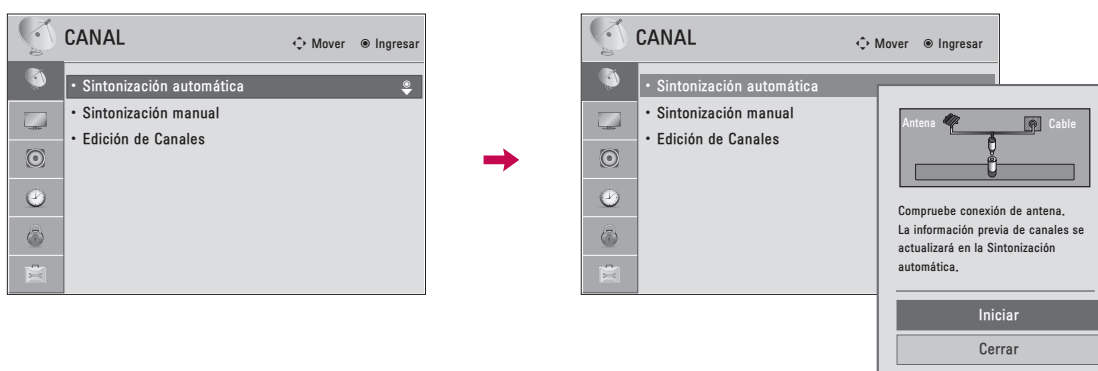 CANAL
Mover
Ingresar
• Sintonización automática
• Sintonización manual
• Edición de Canales
CANAL
Mover
Ingresar
• Sintonización automática
• Sintonización manual
• Edición de Canales
Antena
Cable
Compruebe conexión de antena.
La información previa de canales se
actualizará en la Sintonización
automática.
Iniciar
Cerrar